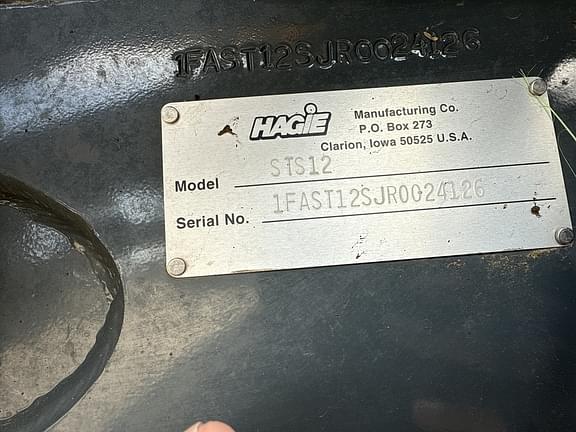 1FAST12SJR0024126
HAGIE
Manufacturing Co.
P.O. Box 273
Clarion, Iowa 50525 U.S.A.
Model STS12
Serial No. 1FAST12SJR0024126